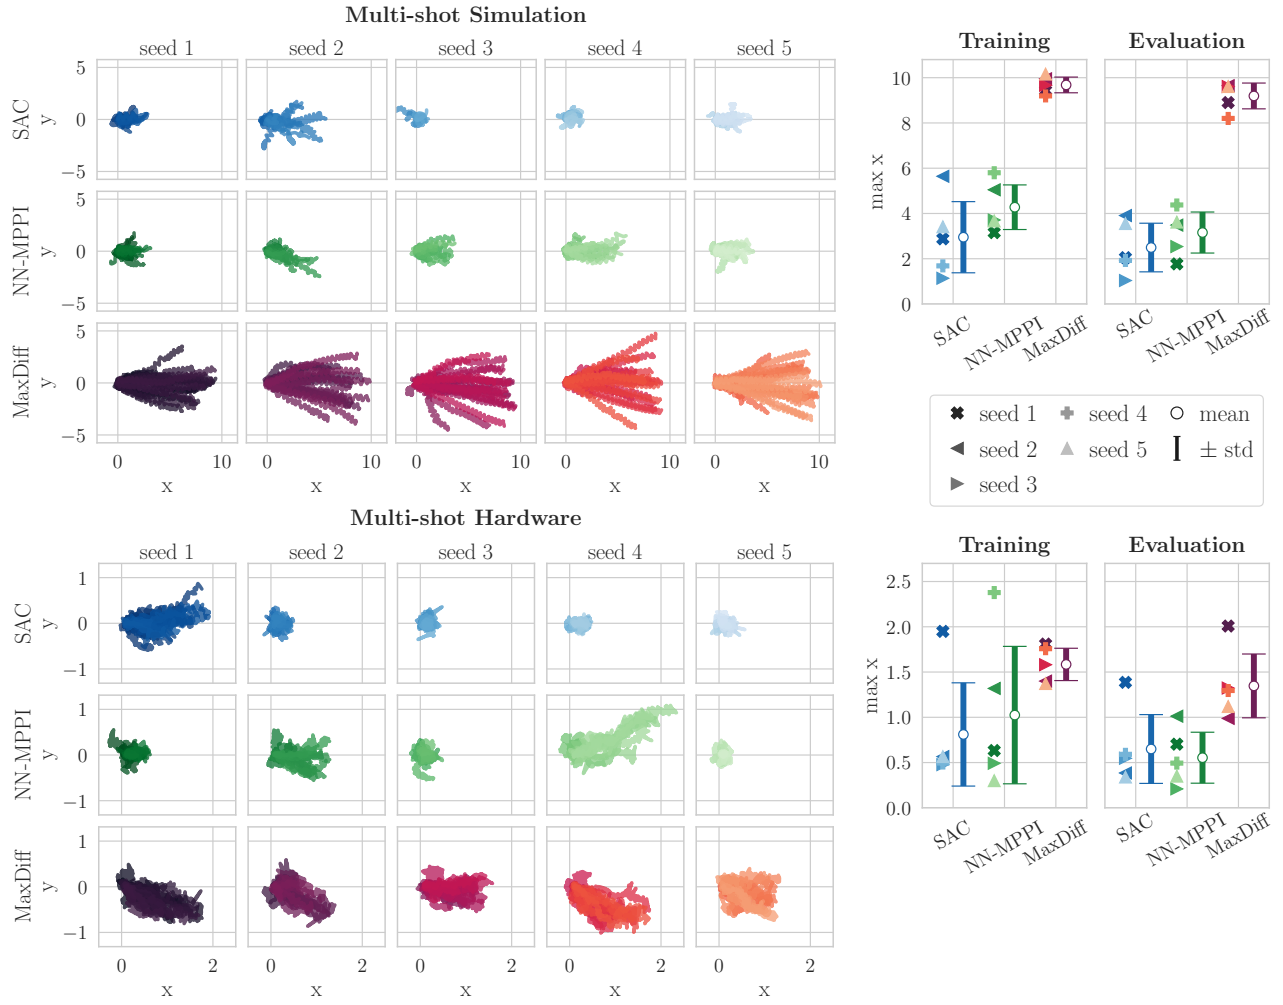 Multi-shot Simulation
seed 1 seed 2 seed 3 seed 4 seed 5
SAC
y
5
0
−5
NN-MPPI
y
5
0
−5
MaxDiff
y
5
0
−5
0 10 0 10 0 10 0 10 0 10
x x x x x
Training Evaluation
max x
10
8
6
4
2
0
SAC NN-MPPI MaxDiff SAC NN-MPPI MaxDiff
seed 1 seed 4 mean
seed 2 seed 5 ± std
seed 3
Multi-shot Hardware
seed 1 seed 2 seed 3 seed 4 seed 5
SAC
y
1
0
−1
NN-MPPI
y
1
0
−1
MaxDiff
y
1
0
−1
0 2 0 2 0 2 0 2 0 2
x x x x x
Training Evaluation
max x
2.5
2.0
1.5
1.0
0.5
0.0
SAC NN-MPPI MaxDiff SAC NN-MPPI MaxDiff